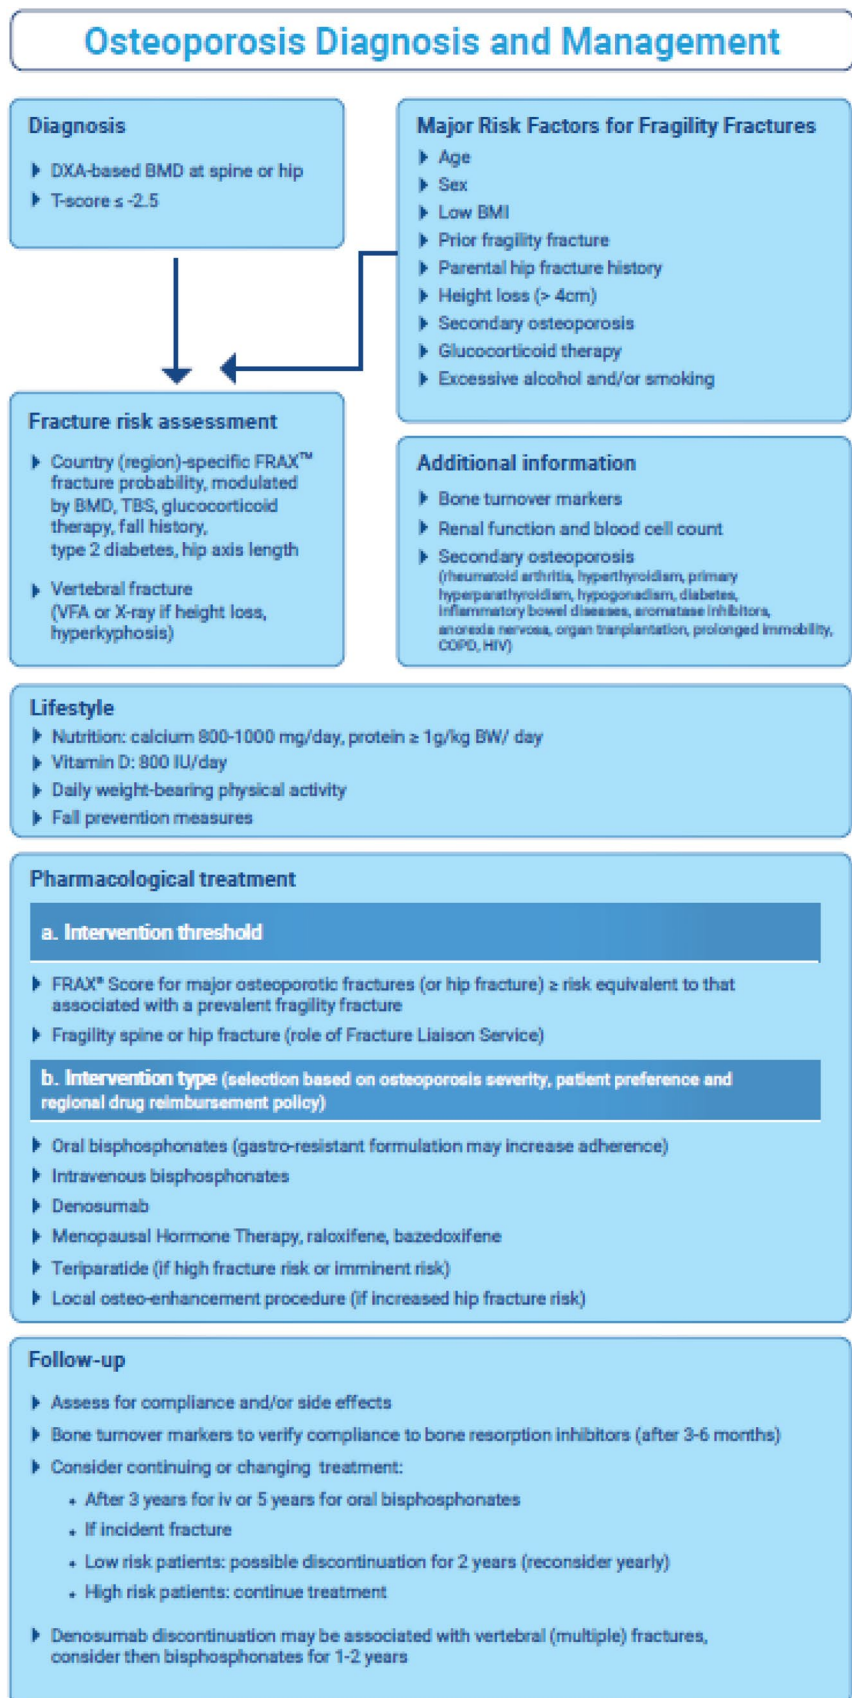 Osteoporosis Diagnosis and Management
Diagnosis
DXA-based BMD at spine or hip
T-score ≤ -2.5
Major Risk Factors for Fragility Fractures
Age
Sex
Low BMI
Prior fragility fracture
Parental hip fracture history
Height loss (> 4cm)
Secondary osteoporosis
Glucocorticoid therapy
Excessive alcohol and/or smoking
Fracture risk assessment
Country (region)-specific FRAX™
fracture probability, modulated
by BMD, TBS, glucocorticoid
therapy, fall history,
type 2 diabetes, hip axis length
Vertebral fracture
(VFA or X-ray if height loss,
hyperkyphosis)
Additional information
Bone turnover markers
Renal function and blood cell count
Secondary osteoporosis
(rheumatoid arthritis, hyperthyroidism, primary
hyperparathyroidism, hypogonadism, diabetes,
inflammatory bowel diseases, aromatase inhibitors,
anorexia nervosa, organ tranplantation, prolonged immobility,
COPD, HIV)
Lifestyle
Nutrition: calcium 800-1000 mg/day, protein ≥ 1g/kg BW/ day
Vitamin D: 800 IU/day
Daily weight-bearing physical activity
Fall prevention measures
Pharmacological treatment
a. Intervention threshold
FRAX® Score for major osteoporotic fractures (or hip fracture) ≥ risk equivalent to that
associated with a prevalent fragility fracture
Fragility spine or hip fracture (role of Fracture Liaison Service)
b. Intervention type (selection based on osteoporosis severity, patient preference and
regional drug reimbursement policy)
Oral bisphosphonates (gastro-resistant formulation may increase adherence)
Intravenous bisphosphonates
Denosumab
Menopausal Hormone Therapy, raloxifene, bazedoxifene
Teriparatide (if high fracture risk or imminent risk)
Local osteo-enhancement procedure (if increased hip fracture risk)
Follow-up
Assess for compliance and/or side effects
Bone turnover markers to verify compliance to bone resorption inhibitors (after 3-6 months)
Consider continuing or changing treatment:
• After 3 years for iv or 5 years for oral bisphosphonates
• If incident fracture
• Low risk patients: possible discontinuation for 2 years (reconsider yearly)
• High risk patients: continue treatment
Denosumab discontinuation may be associated with vertebral (multiple) fractures,
consider then bisphosphonates for 1-2 years